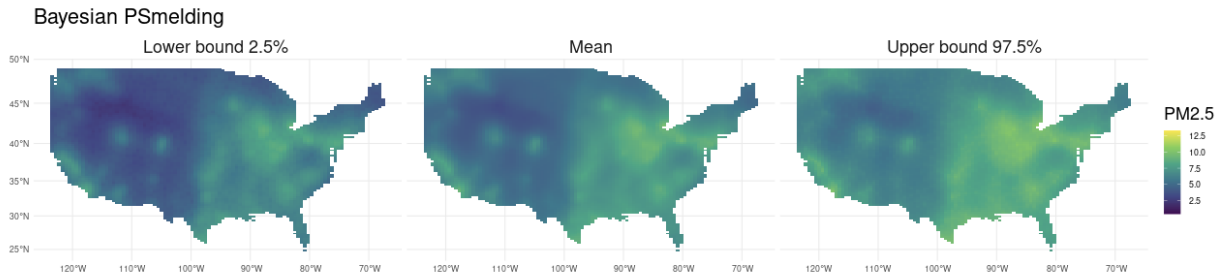 Bayesian PSmelding
Lower bound 2.5%
Mean
Upper bound 97.5%
50°N
45°N
40°N
35°N
30°N
25°N
120°W 110°W 100°W 90°W 80°W 70°W
120°W 110°W 100°W 90°W 80°W 70°W
120°W 110°W 100°W 90°W 80°W 70°W
PM2.5
12.5
10.0
7.5
5.0
2.5